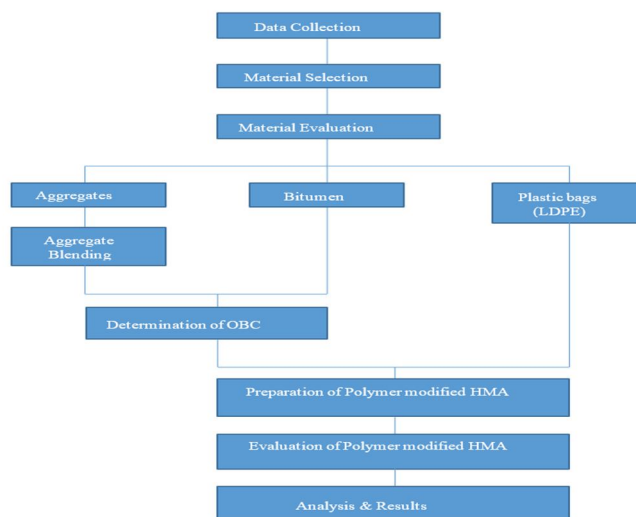 Data Collection
Material Selection
Material Evaluation
Aggregates
Bitumen
Plastic bags
(LDPE)
Aggregate
Blending
Determination of OBC
Preparation of Polymer modified HMA
Evaluation of Polymer modified HMA
Analysis & Results